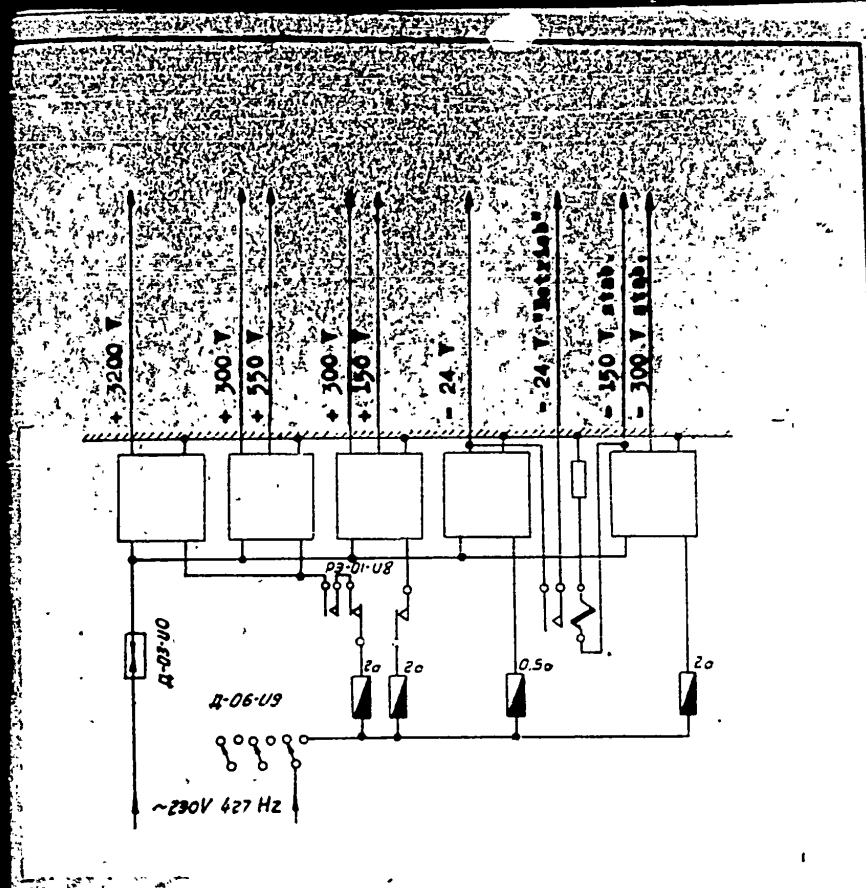 + 3200 V
+ 300 V
+ 550 V
+ 300 V
+ 150 V
- 24 V
- 24 V "Betrieb"
- 150 V stab.
- 300 V stab.
РЭ-01-U8
Д-03-U0
2a
2a
0.5a
2a
Д-06-U9
~230V 427 Hz